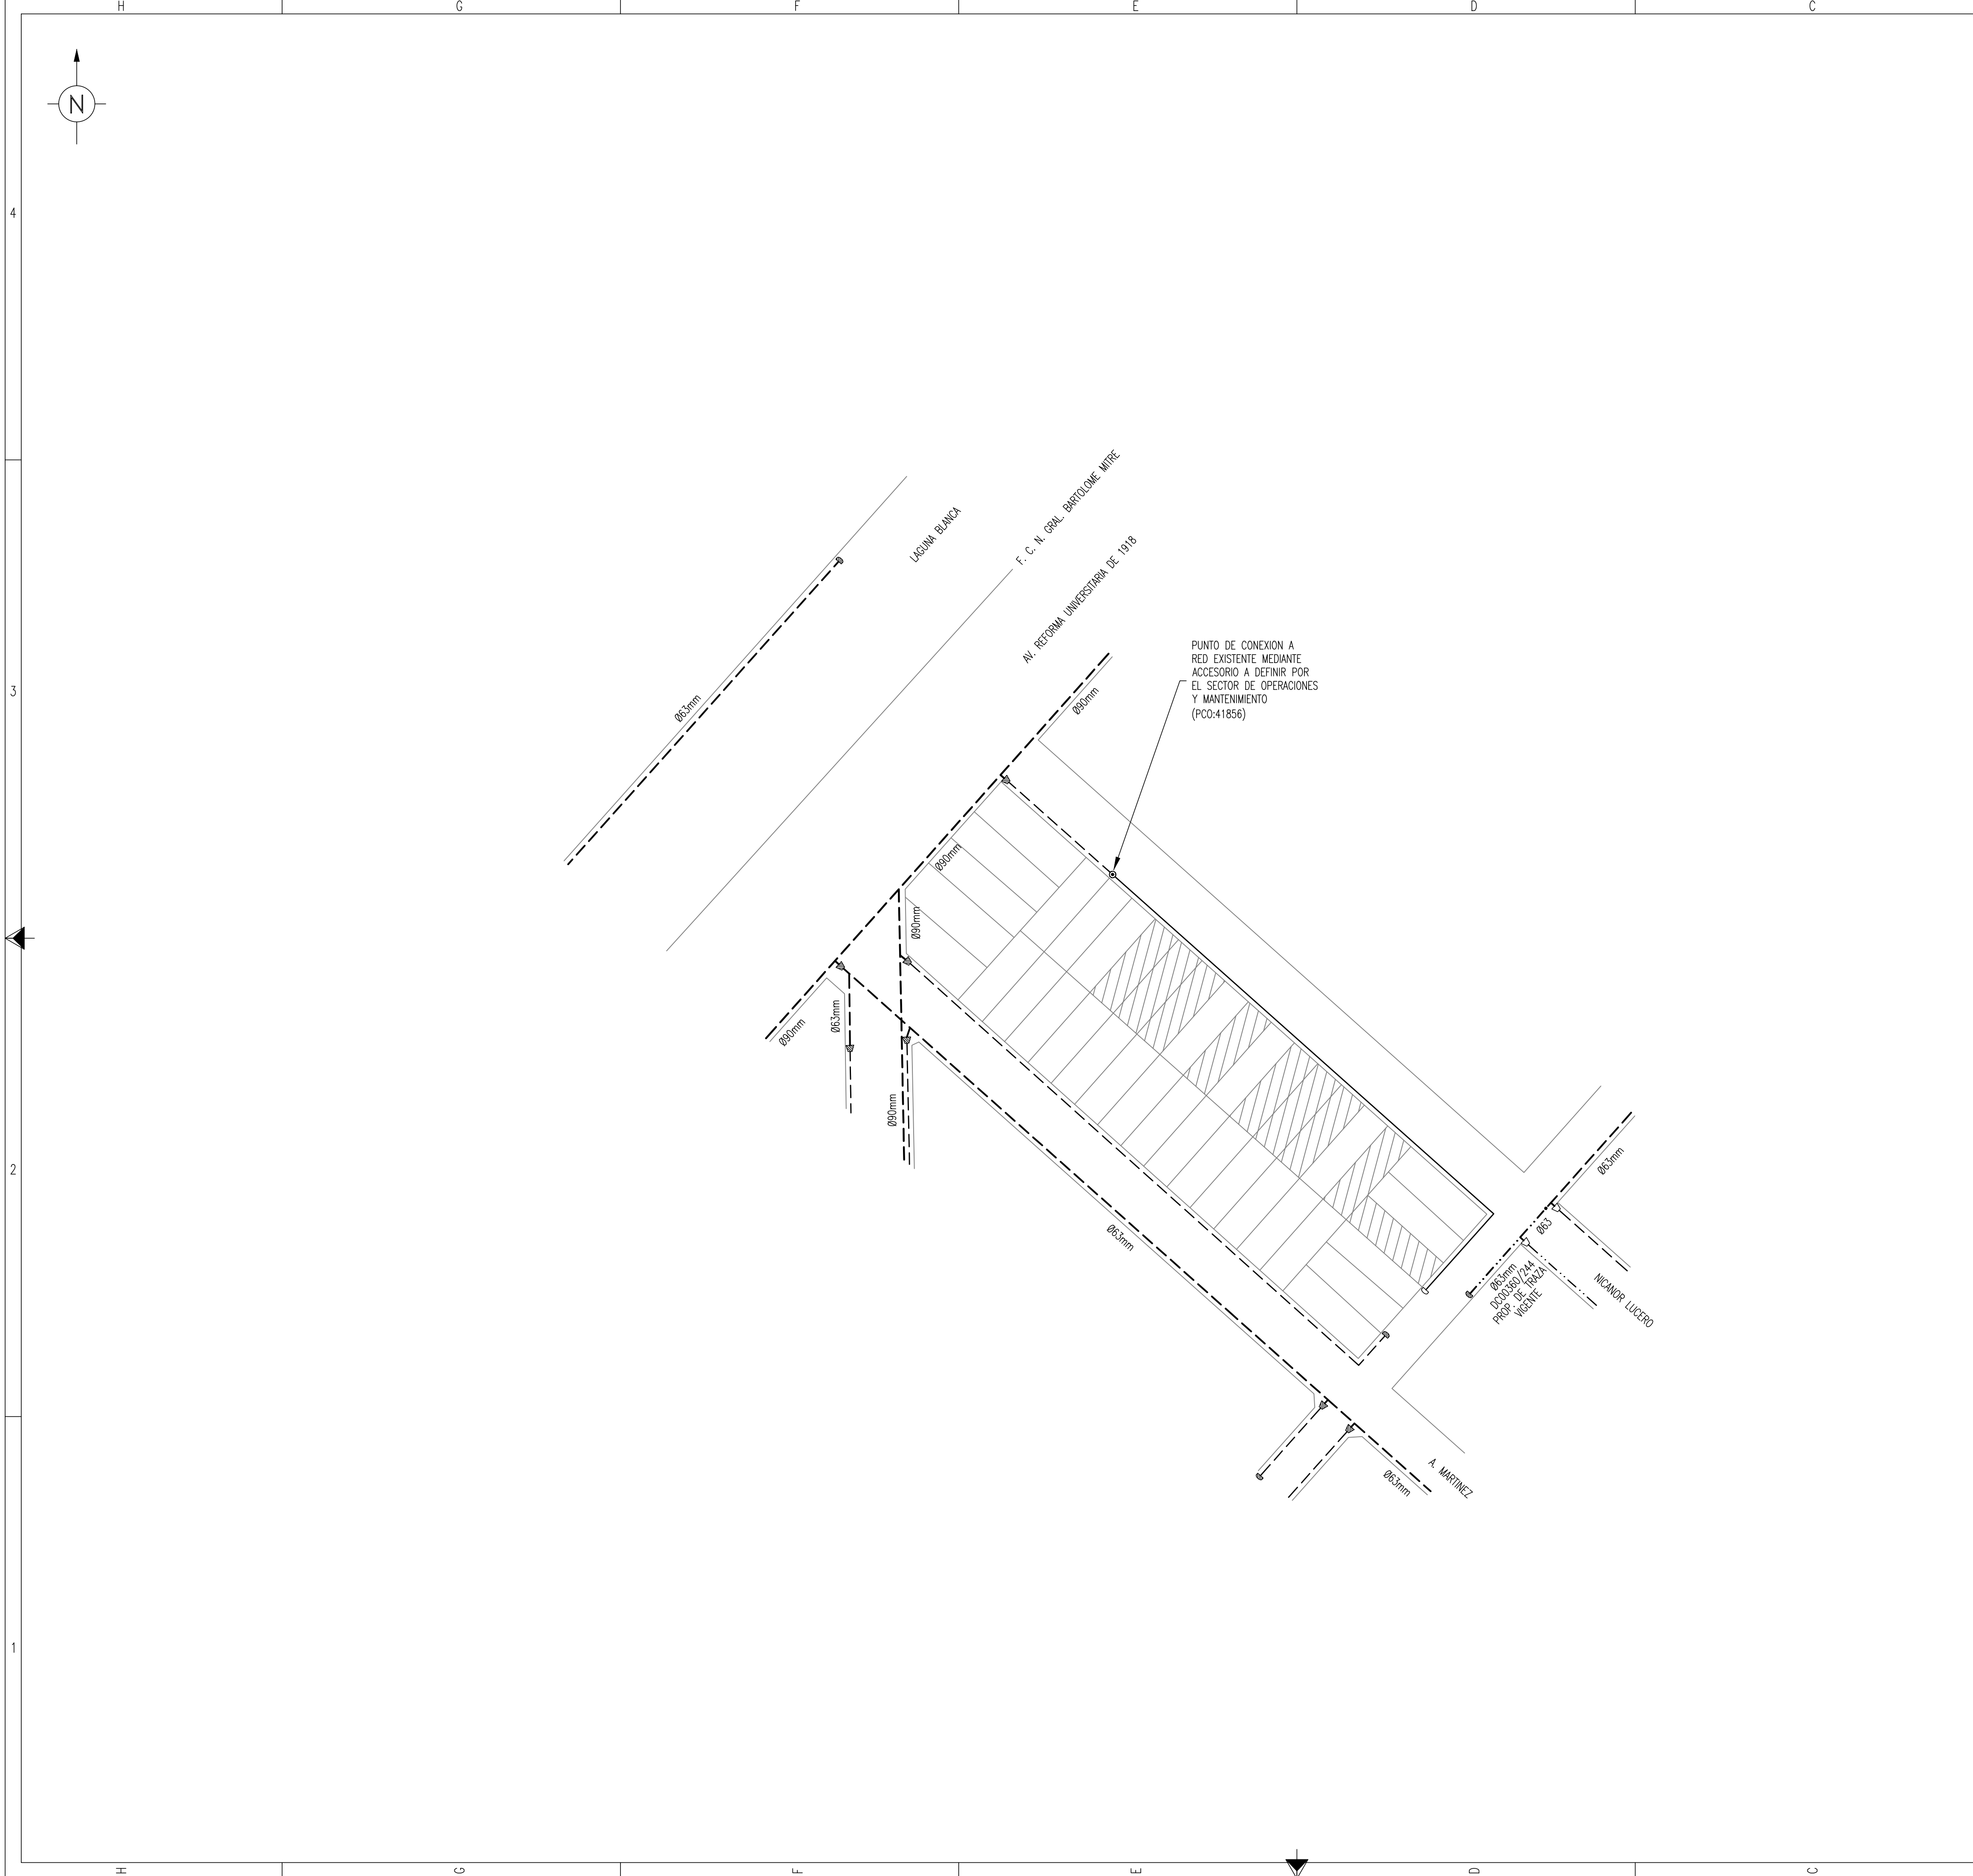 H
G
F
E
D
C
N
4
LAGUNA BLANCA
F. C. N. GRAL. BARTOLOME MITRE
AV. REFORMA UNIVERSITARIA DE 1918
PUNTO DE CONEXION A
RED EXISTENTE MEDIANTE
ACCESORIO A DEFINIR POR
EL SECTOR DE OPERACIONES
Y MANTENIMIENTO
(PCO:41856)
3
Ø63mm
Ø90mm
Ø90mm
Ø90mm
Ø63mm
Ø90mm
Ø90mm
2
Ø63mm
Ø63mm
Ø63
Ø63mm
DC00360/244
PROP. DE TRAZA
VIGENTE
NICANOR LUCERO
A. MARTINEZ
Ø63mm
1
H
G
F
E
D
C